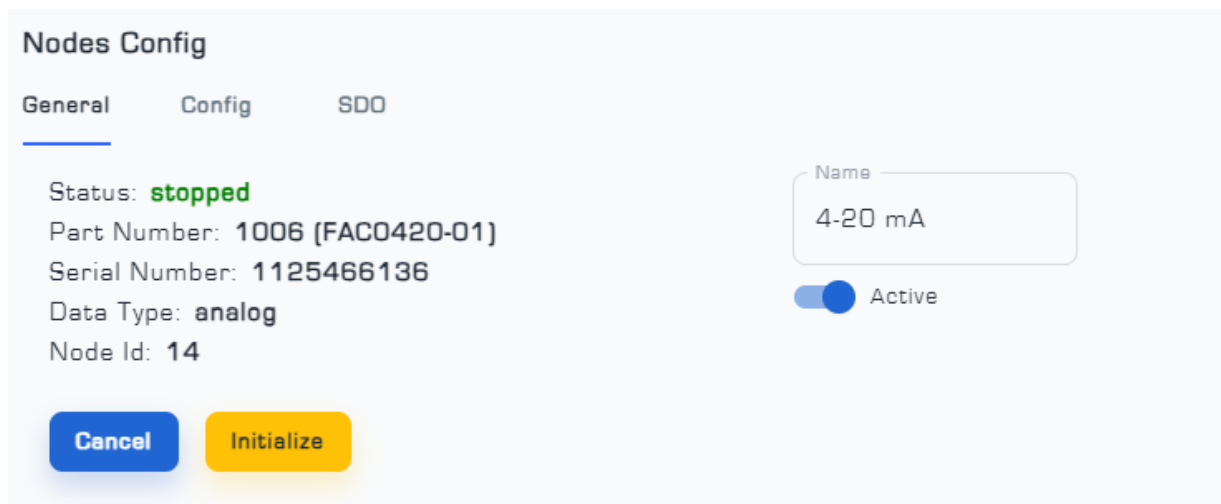 Nodes Config
General Config SDO
Status: stopped
Part Number: 1006 (FAC0420-01)
Serial Number: 1125466136
Data Type: analog
Node Id: 14
Name
4-20 mA
Active
Cancel Initialize